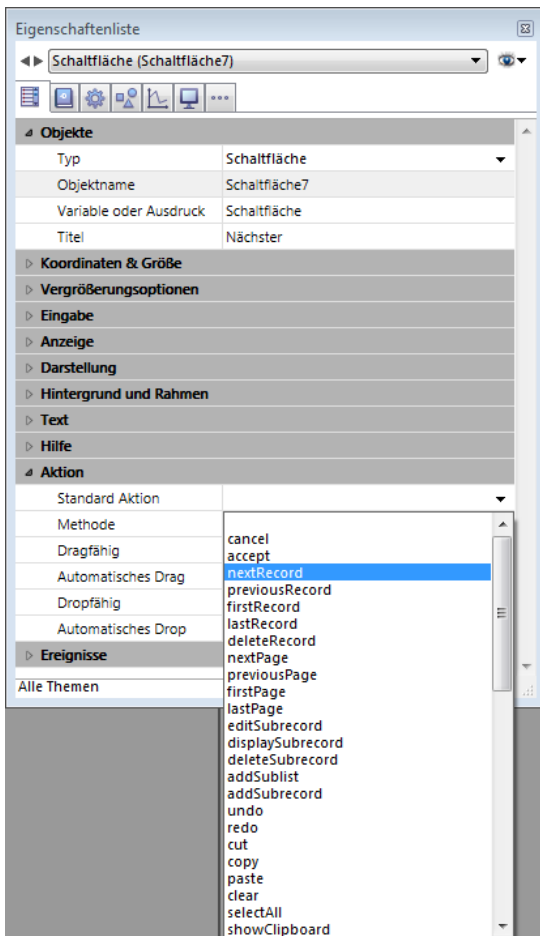 Eigenschaftenliste
Schaltfläche (Schaltfläche7)
Objekte
Typ Schaltfläche
Objektname Schaltfläche7
Variable oder Ausdruck Schaltfläche
Titel Nächster
Koordinaten & Größe
Vergrößerungsoptionen
Eingabe
Anzeige
Darstellung
Hintergrund und Rahmen
Text
Hilfe
Aktion
Standard Aktion
Methode
Dragfähig
Automatisches Drag
Dropfähig
Automatisches Drop
Ereignisse
Alle Themen
cancel
accept
nextRecord
previousRecord
firstRecord
lastRecord
deleteRecord
nextPage
previousPage
firstPage
lastPage
editSubrecord
displaySubrecord
deleteSubrecord
addSublist
addSubrecord
undo
redo
cut
copy
paste
clear
selectAll
showClipboard